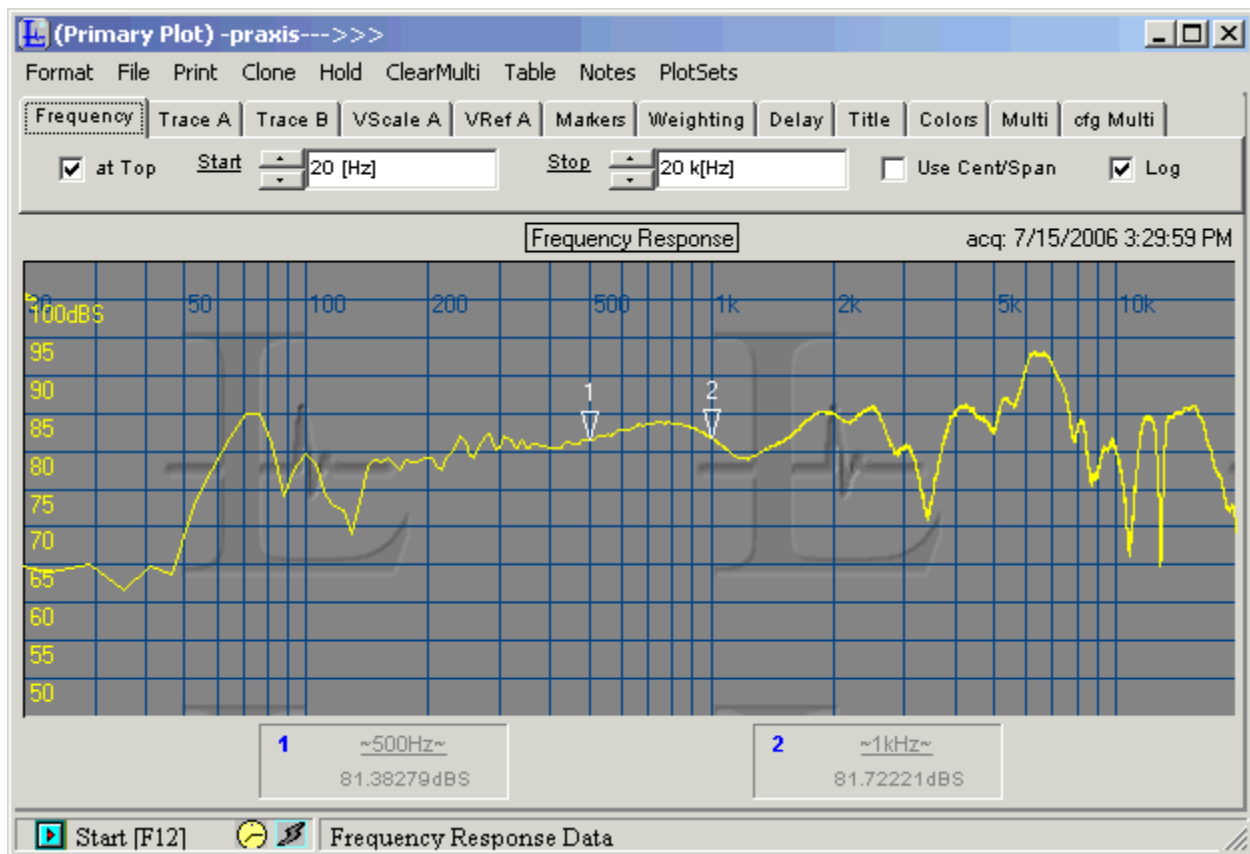 (Primary Plot) -praxis--->>>
Format File Print Clone Hold ClearMulti Table Notes PlotSets
Frequency Trace A Trace B VScale A VRef A Markers Weighting Delay Title Colors Multi cfg Multi
at Top Start 20 [Hz] Stop 20 k[Hz] Use Cent/Span Log
Frequency Response acq: 7/15/2006 3:29:59 PM
20 50 100 200 500 1k 2k 5k 10k
100dBS
95
90
1 2
85
80
75
70
65
60
55
50
1 ~500Hz~ 2 ~1kHz~
81.38279dBS 81.72221dBS
Start [F12] Frequency Response Data